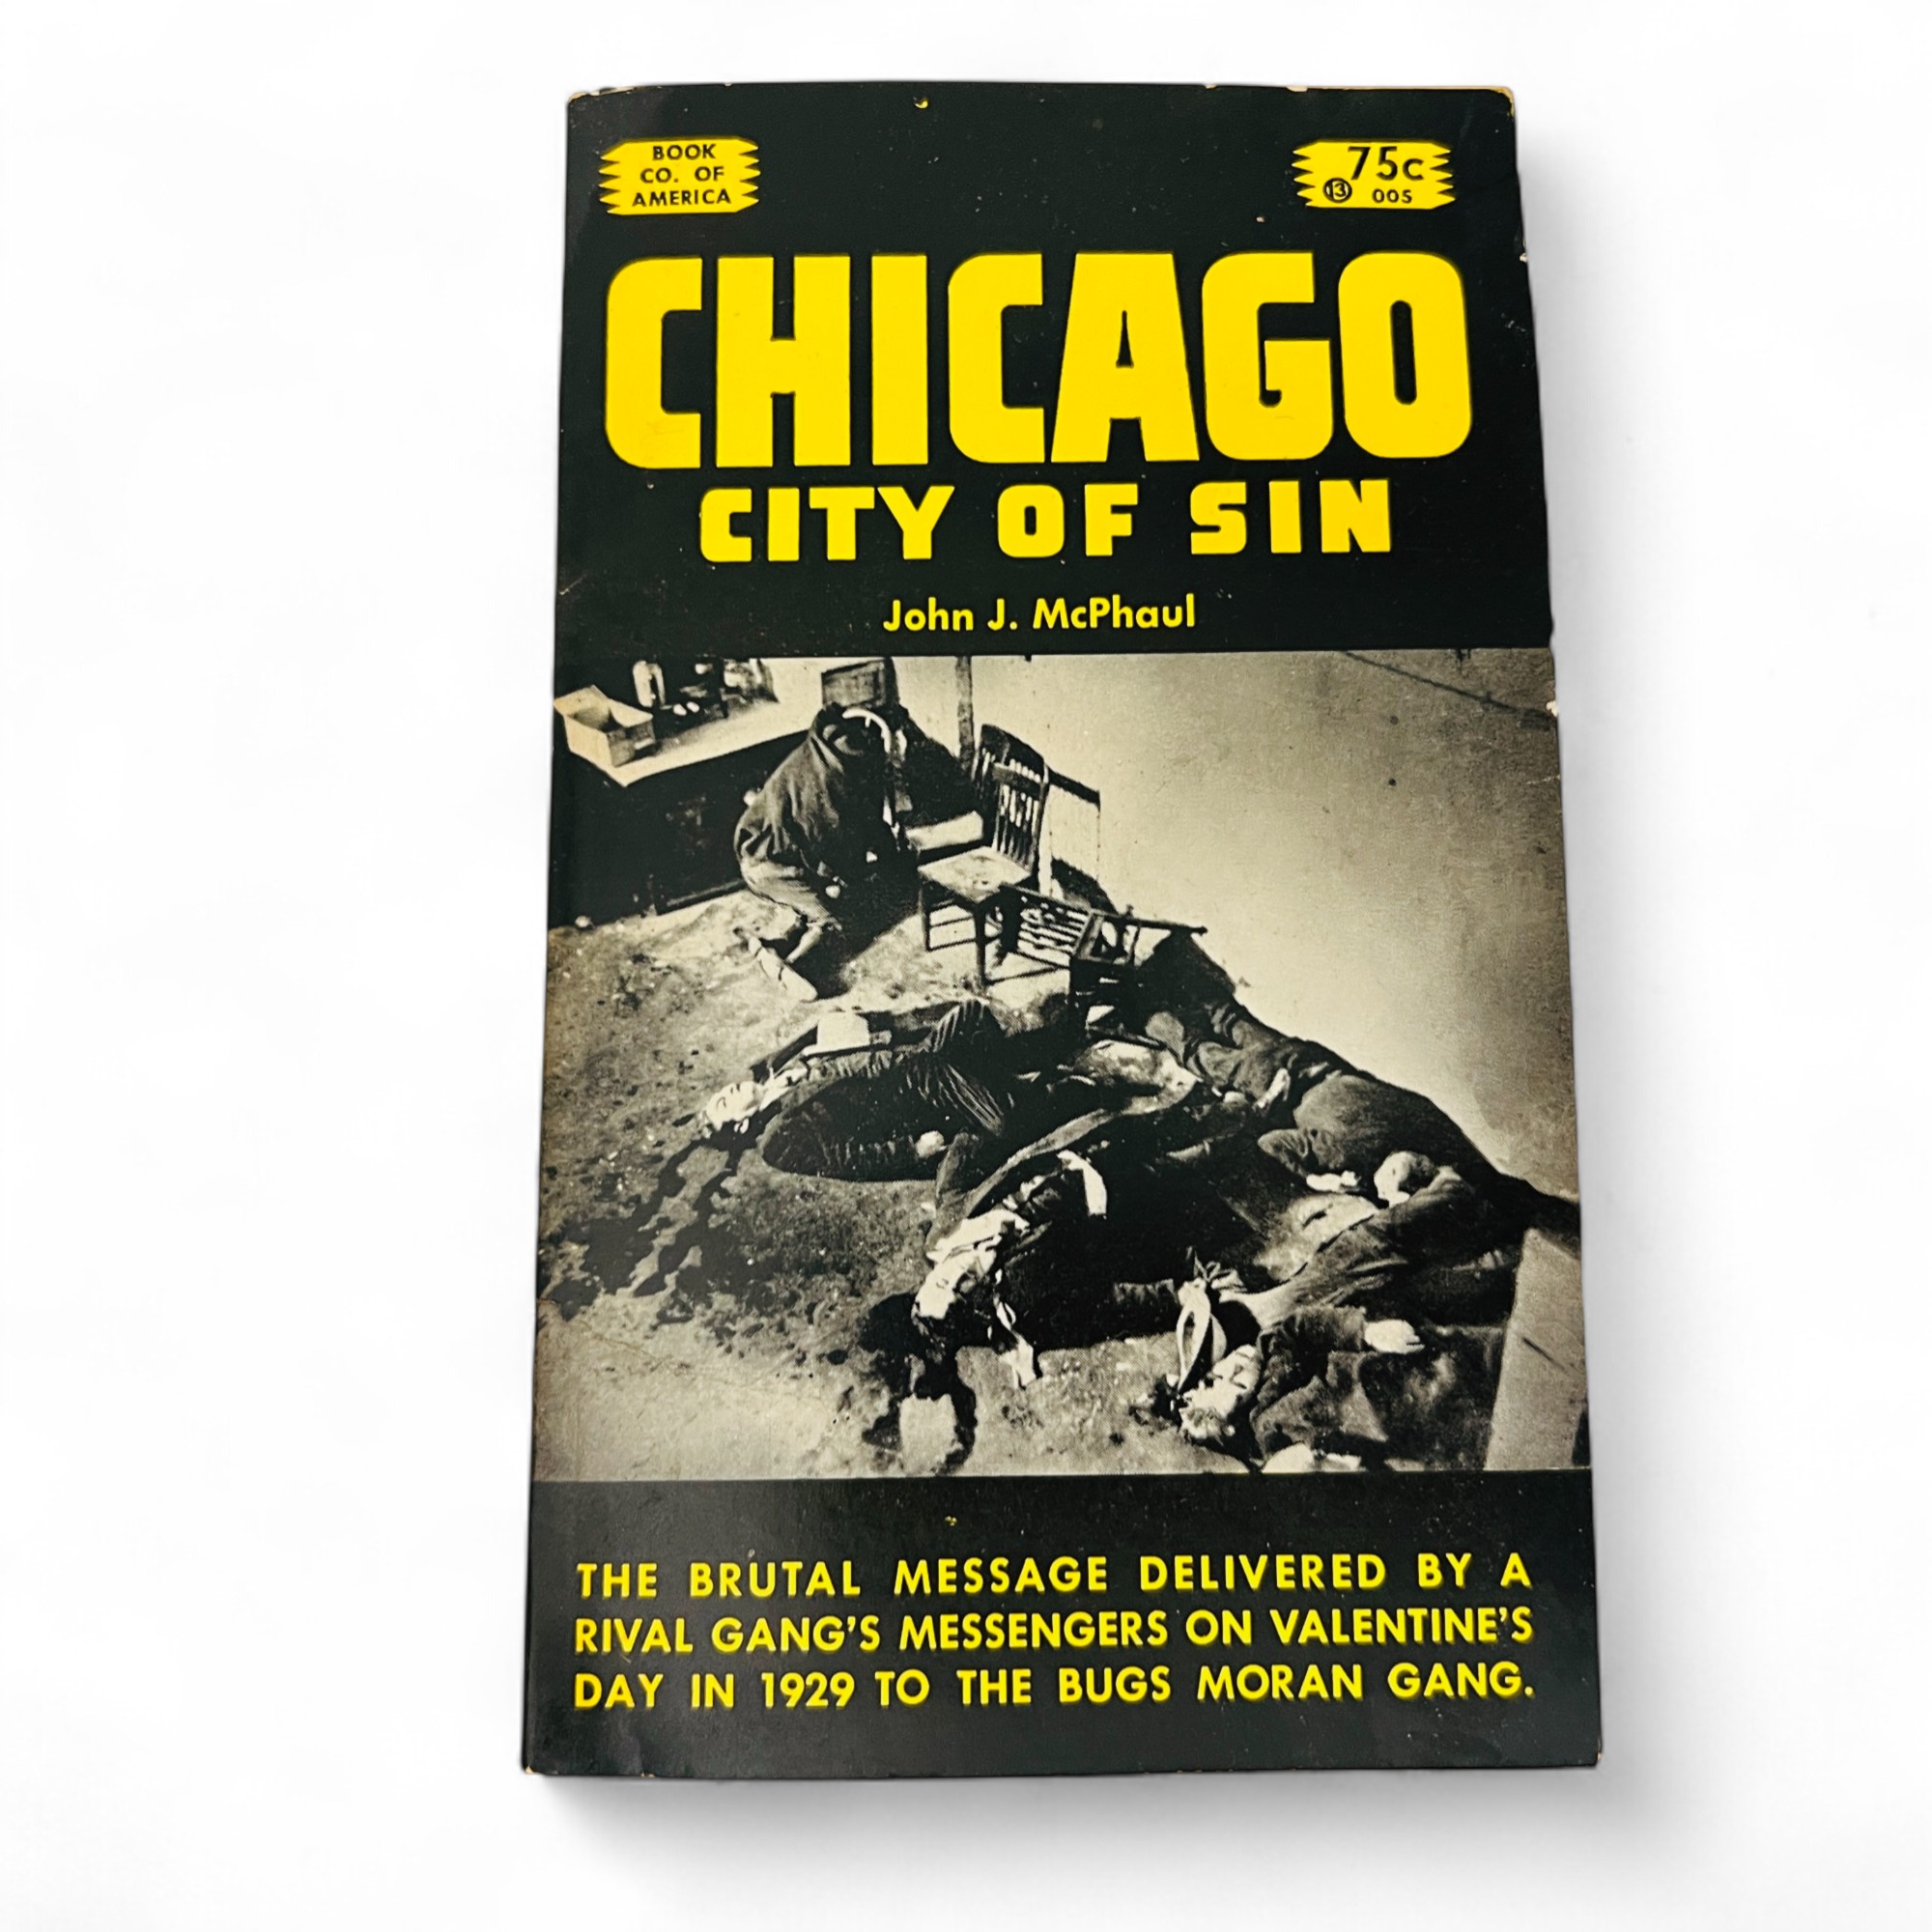 BOOK
CO. OF
AMERICA
75c
13 005
CHICAGO
CITY OF SIN
John J. McPhaul
THE BRUTAL MESSAGE DELIVERED BY A
RIVAL GANG'S MESSENGERS ON VALENTINE'S
DAY IN 1929 TO THE BUGS MORAN GANG.